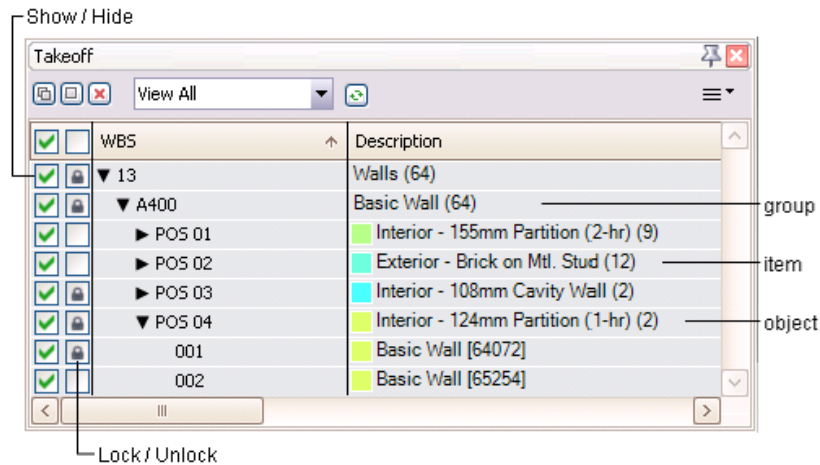 Show / Hide
Takeoff
View All
WBS Description
13 Walls (64)
A400 Basic Wall (64)
group
POS 01 Interior - 155mm Partition (2-hr) (9)
POS 02 Exterior - Brick on Mtl. Stud (12)
item
POS 03 Interior - 108mm Cavity Wall (2)
POS 04 Interior - 124mm Partition (1-hr) (2)
object
001 Basic Wall [64072]
002 Basic Wall [65254]
Lock / Unlock